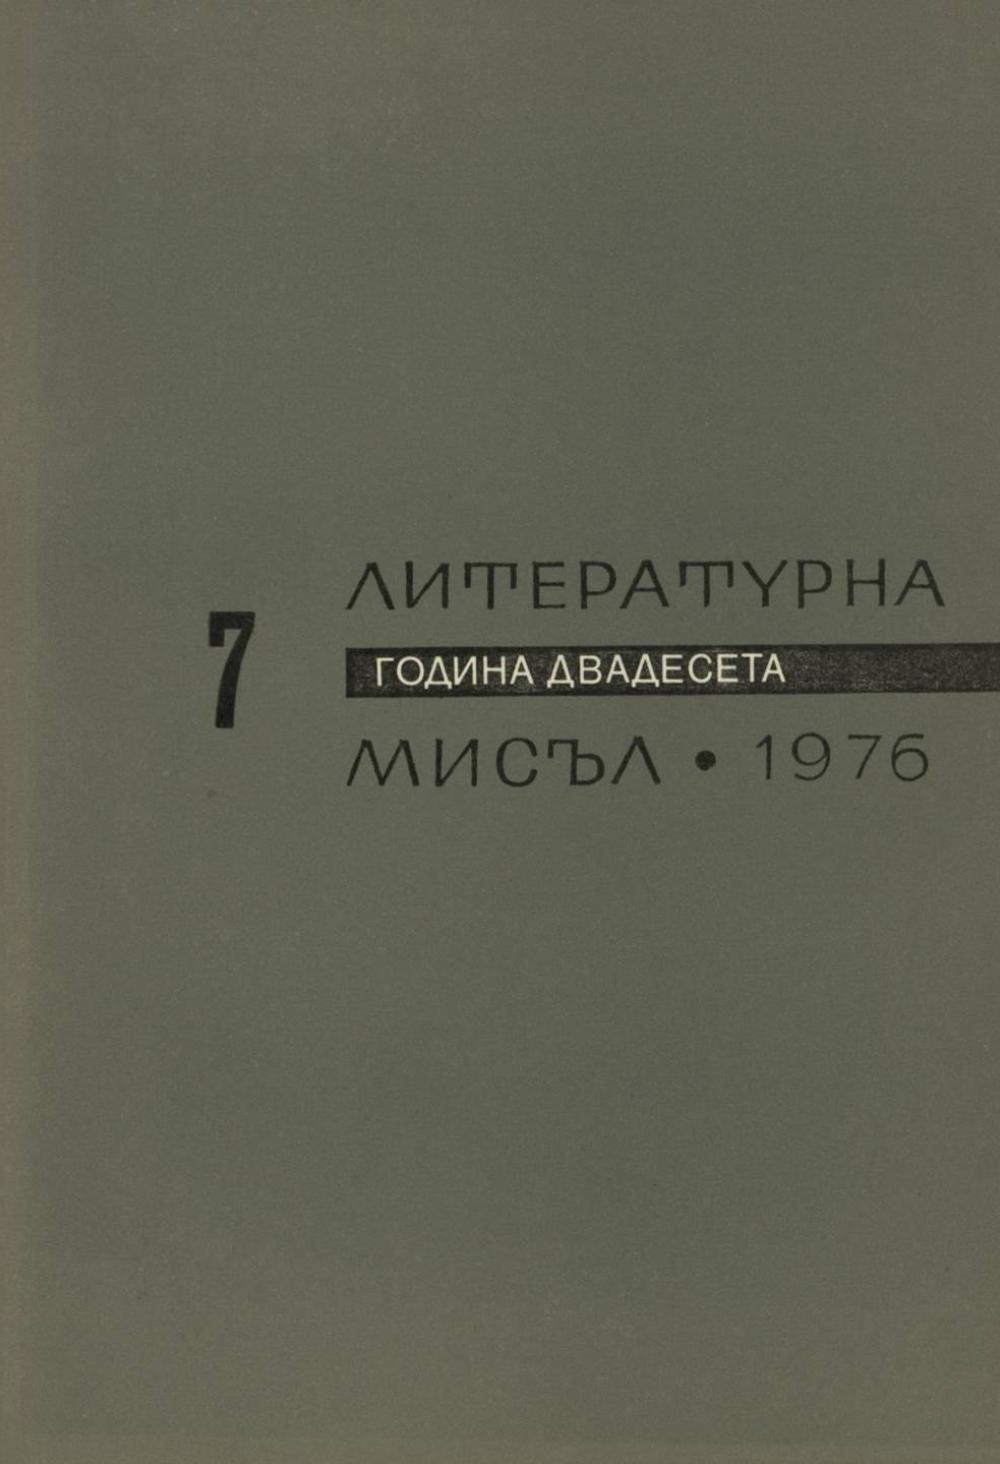 7
ЛИТЕРАТУРНА
ГОДИНА ДВАДЕСЕТА
МИСЪЛ • 1976